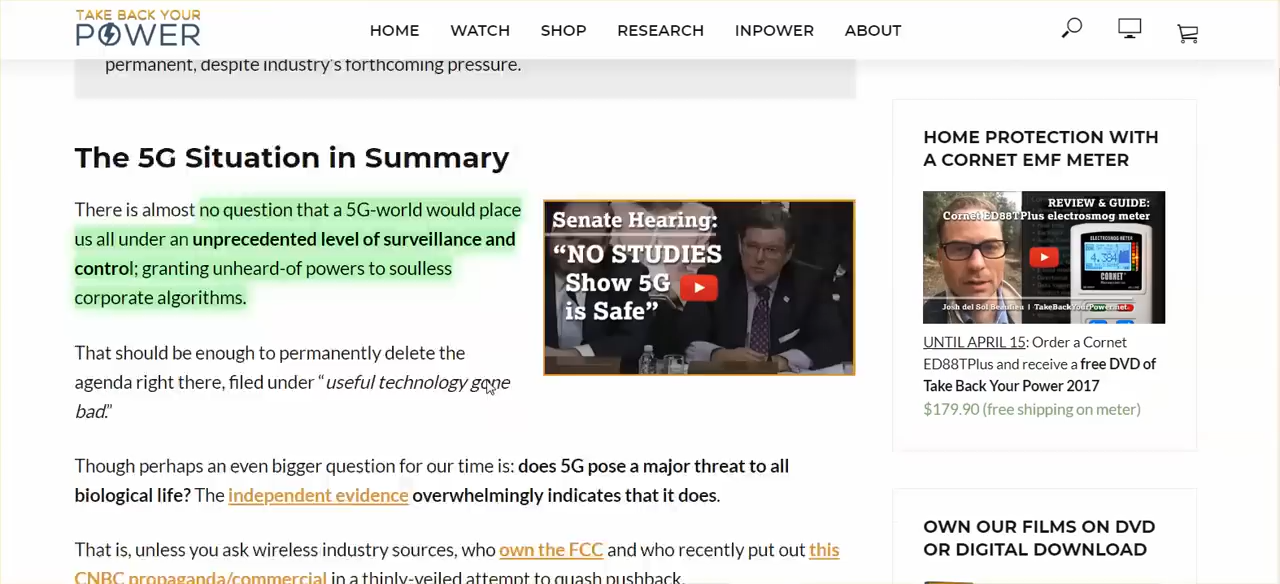 TAKE BACK YOUR
POWER
HOME WATCH SHOP RESEARCH INPOWER ABOUT
permanent, despite industry's forthcoming pressure.
The 5G Situation in Summary
There is almost no question that a 5G-world would place
us all under an unprecedented level of surveillance and
control; granting unheard-of powers to soulless
corporate algorithms.
That should be enough to permanently delete the
agenda right there, filed under “useful technology gone
bad.”
Senate Hearing:
“NO STUDIES
Show 5G
is Safe”
Though perhaps an even bigger question for our time is: does 5G pose a major threat to all
biological life? The independent evidence overwhelmingly indicates that it does.
That is, unless you ask wireless industry sources, who own the FCC and who recently put out this
CNBC propaganda/commercial in a thinly-veiled attempt to quash pushback.
HOME PROTECTION WITH
A CORNET EMF METER
REVIEW & GUIDE:
Cornet ED88TPlus electrosmog meter
CORNET
Josh del Sol Beaulieu | TakeBackYourPower.net
UNTIL APRIL 15: Order a Cornet
ED88TPlus and receive a free DVD of
Take Back Your Power 2017
$179.90 (free shipping on meter)
OWN OUR FILMS ON DVD
OR DIGITAL DOWNLOAD